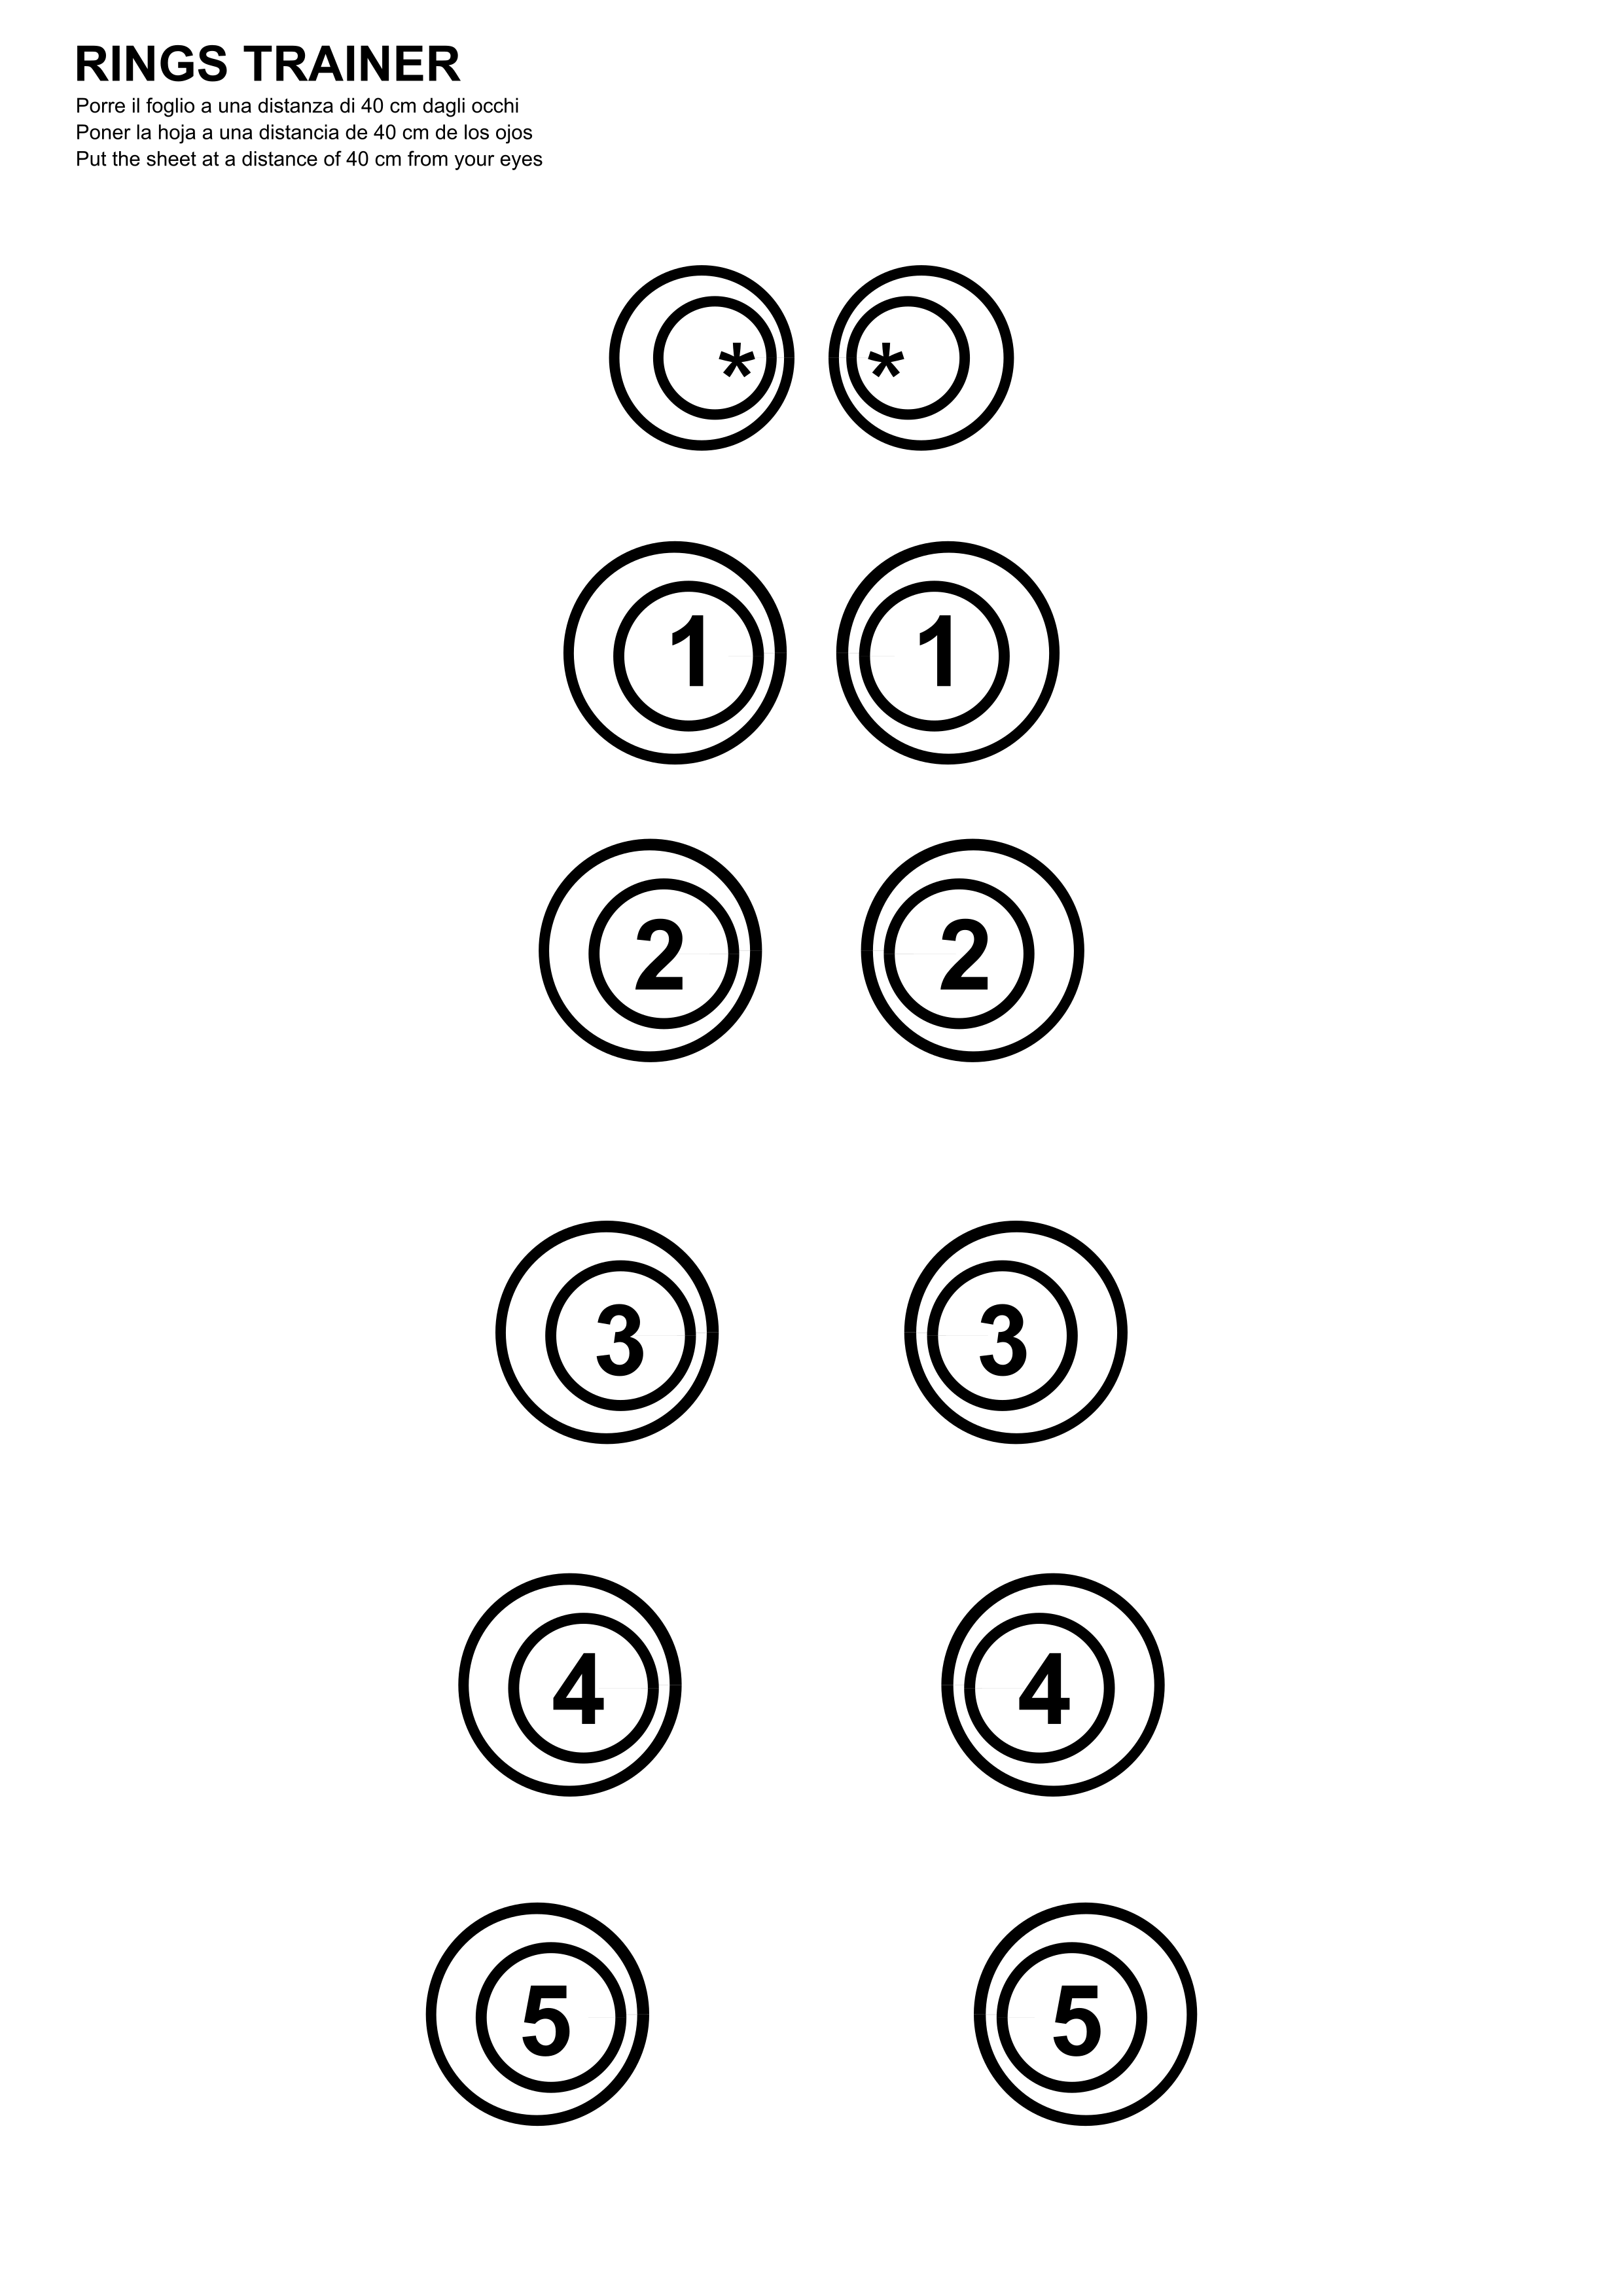 RINGS TRAINER
Porre il foglio a una distanza di 40 cm dagli occhi
Poner la hoja a una distancia de 40 cm de los ojos
Put the sheet at a distance of 40 cm from your eyes
* *
1 1
2 2
3 3
4 4
5 5